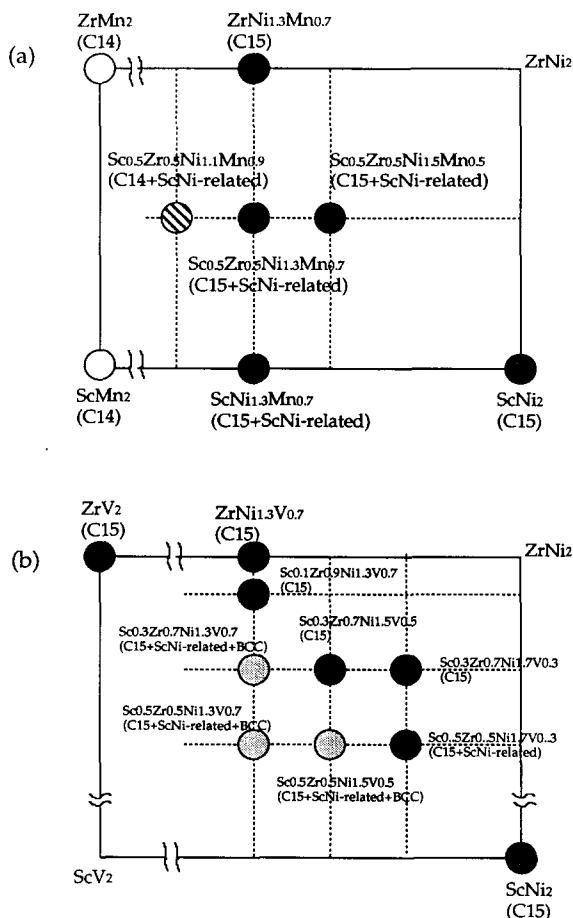 (a)
ZrMn2
(C14)
ZrNi1.3Mn0.7
(C15)
ZrNi2
Sc0.5Zr0.5Ni1.1Mn0.9
(C14+ScNi-related)
Sc0.5Zr0.5Ni1.5Mn0.5
(C15+ScNi-related)
Sc0.5Zr0.5Ni1.3Mn0.7
(C15+ScNi-related)
ScMn2
(C14)
ScNi1.3Mn0.7
(C15+ScNi-related)
ScNi2
(C15)
(b)
ZrV2
(C15)
ZrNi1.3V0.7
(C15)
ZrNi2
Sc0.1Zr0.9Ni1.3V0.7
(C15)
Sc0.3Zr0.7Ni1.3V0.7
(C15+ScNi-related+BCC)
Sc0.3Zr0.7Ni1.5V0.5
(C15)
Sc0.3Zr0.7Ni1.7V0.3
(C15)
Sc0.5Zr0.5Ni1.3V0.7
(C15+ScNi-related+BCC)
Sc0..5Zr0..5Ni1.7V0..3
(C15+ScNi-related)
Sc0.5Zr0.5Ni1.5V0.5
(C15+ScNi-related+BCC)
ScV2
ScNi2
(C15)